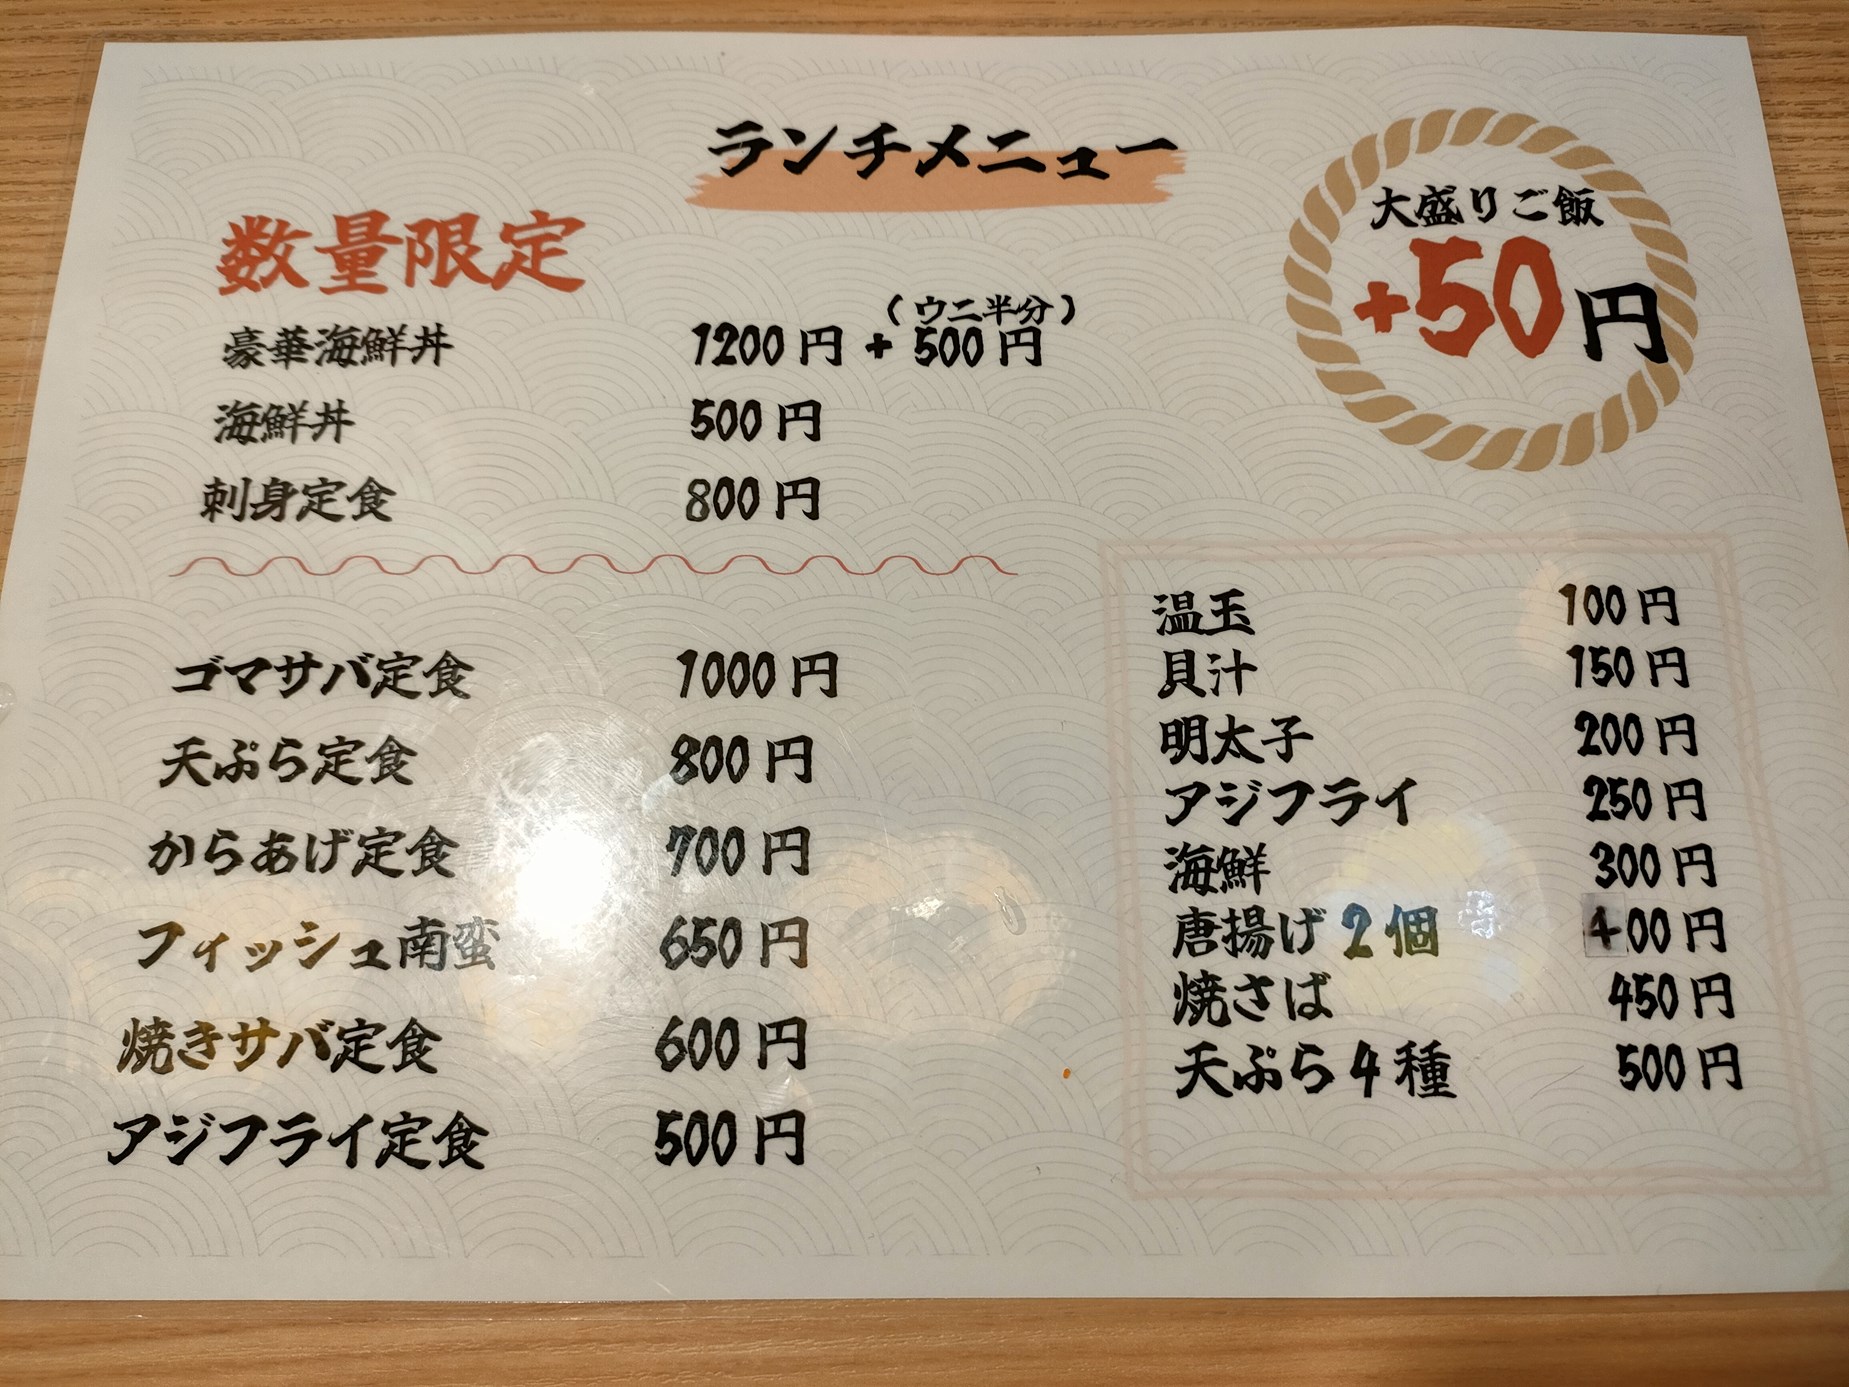 ランチメニュー
大盛りご飯
+50円
数量限定
(ウニ半分)
豪華海鮮丼 1200円 + 500円
海鮮丼 500円
刺身定食 800円
ゴマサバ定食 1000円
天ぷら定食 800円
からあげ定食 700円
フィッシュ南蛮 650円
焼きサバ定食 600円
アジフライ定食 500円
温玉 100円
貝汁 150円
明太子 200円
アジフライ 250円
海鮮 300円
唐揚げ2個 400円
焼さば 450円
天ぷら4種 500円